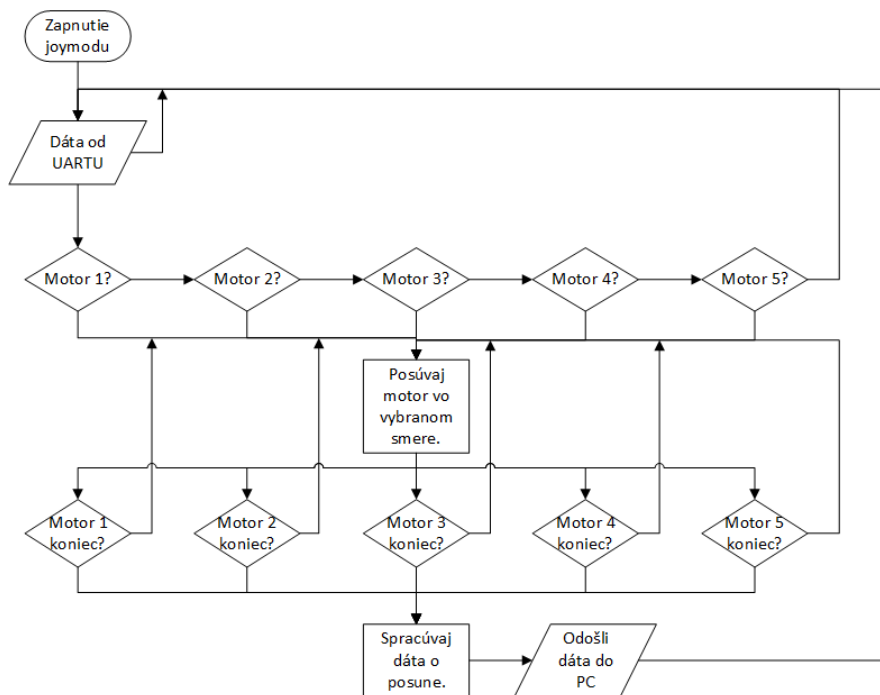 Zapnutie
joymodu
Dáta od
UARTU
Motor 1?
Motor 2?
Motor 3?
Motor 4?
Motor 5?
Posúvaj
motor vo
vybranom
smere.
Motor 1
koniec?
Motor 2
koniec?
Motor 3
koniec?
Motor 4
koniec?
Motor 5
koniec?
Spracúvaj
dáta o
posune.
Odošli
dáta do
PC